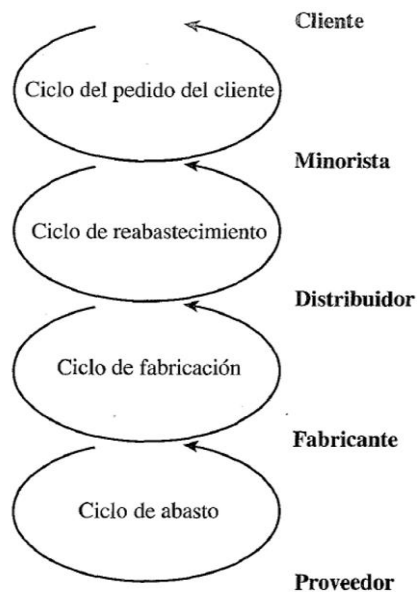 Cliente
Ciclo del pedido del cliente
Minorista
Ciclo de reabastecimiento
Distribuidor
Ciclo de fabricación
Fabricante
Ciclo de abasto
Proveedor